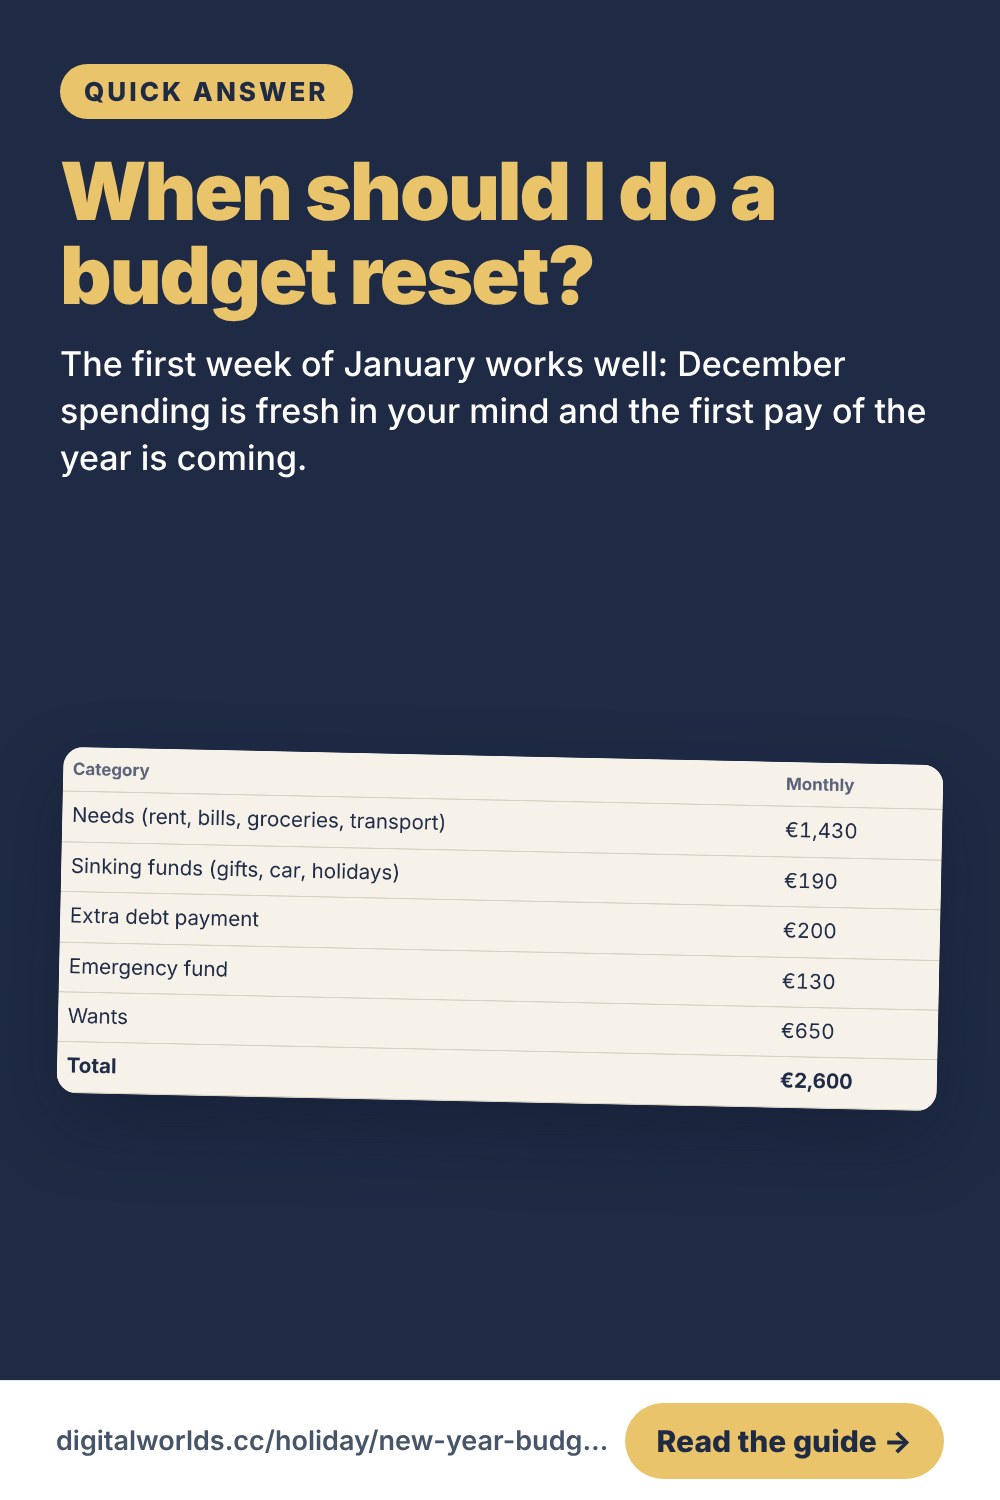 QUICK ANSWER
When should I do a
budget reset?
The first week of January works well: December
spending is fresh in your mind and the first pay of the
year is coming.
Category Monthly
Needs (rent, bills, groceries, transport) €1,430
Sinking funds (gifts, car, holidays) €190
Extra debt payment €200
Emergency fund €130
Wants €650
Total €2,600
digitalworlds.cc/holiday/new-year-budg... Read the guide →